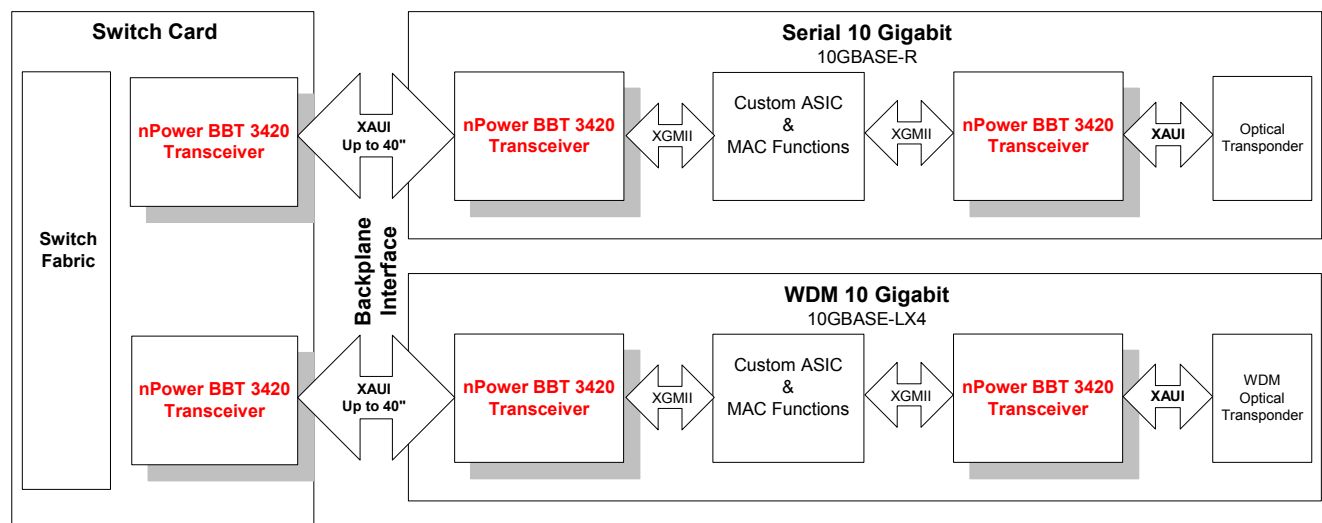 Switch Card
Switch
Fabric
nPower BBT 3420
Transceiver
nPower BBT 3420
Transceiver
XAUI
Up to 40"
Backplane
Interface
XAUI
Up to 40"
Serial 10 Gigabit
10GBASE-R
nPower BBT 3420
Transceiver
XGMII
Custom ASIC
&
MAC Functions
XGMII
nPower BBT 3420
Transceiver
XAUI
Optical
Transponder
WDM 10 Gigabit
10GBASE-LX4
nPower BBT 3420
Transceiver
XGMII
Custom ASIC
&
MAC Functions
XGMII
nPower BBT 3420
Transceiver
XAUI
WDM
Optical
Transponder